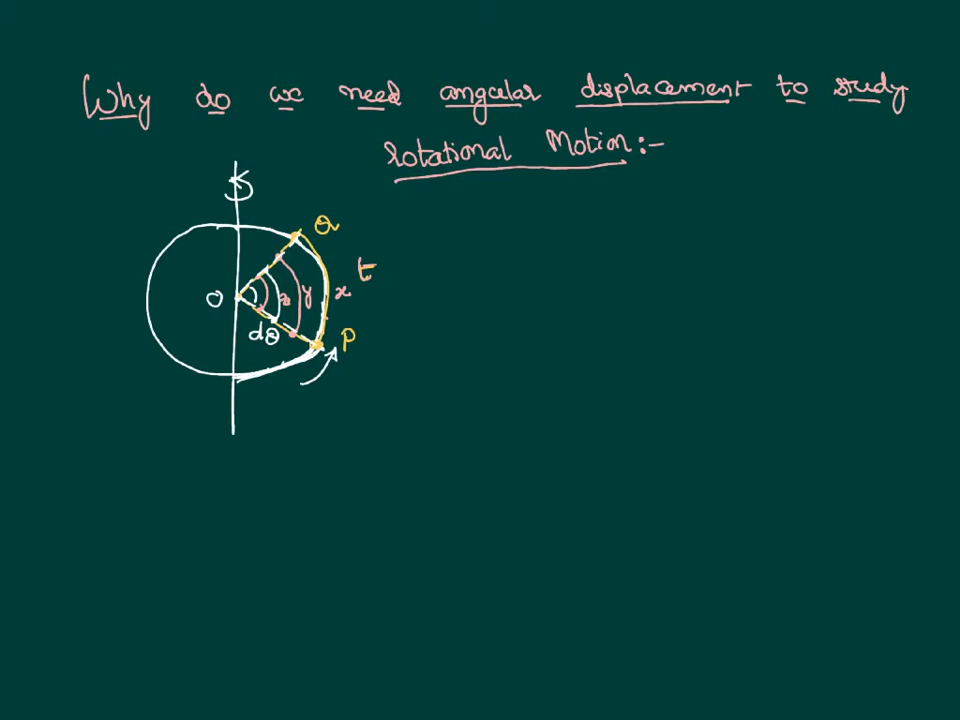 Why do we need angular displacement to study
rotational Motion:-
Q
t
O
z
y
x
dθ
P